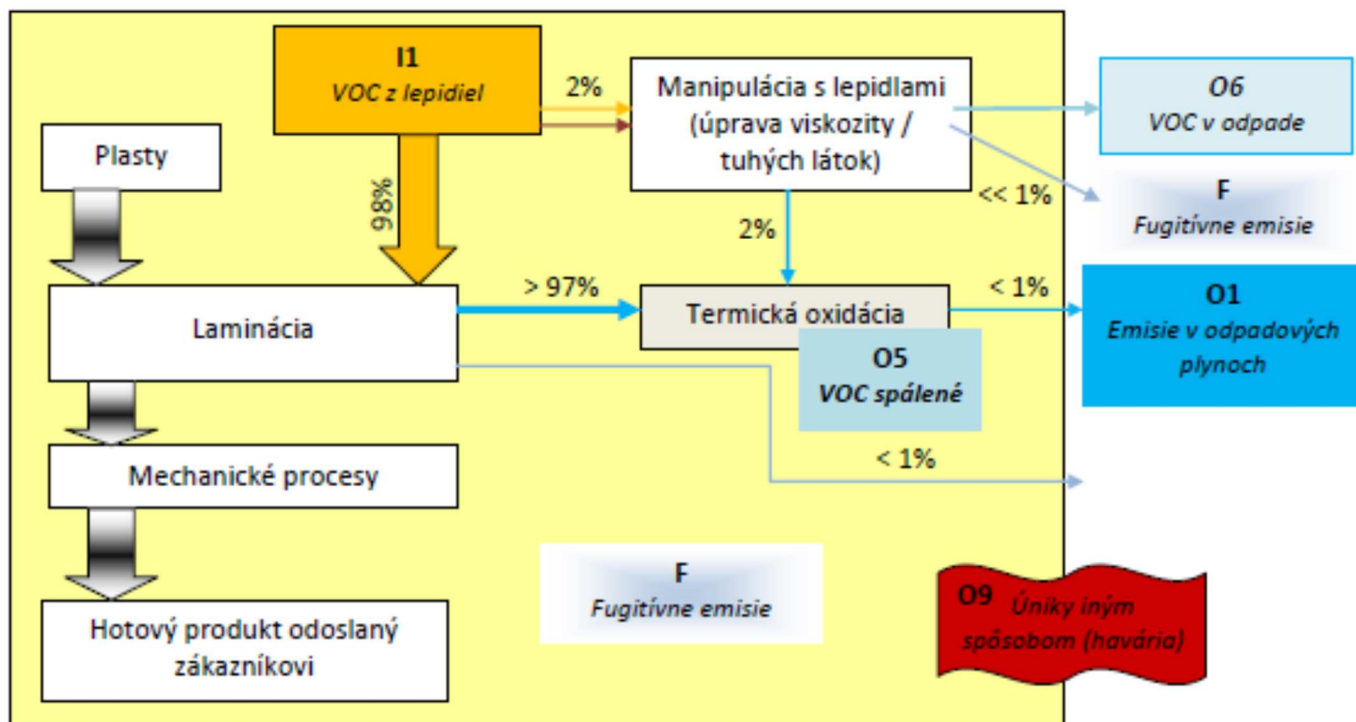 I1
VOC z lepidiel
2%
Manipulácia s lepidlami
(úprava viskozity /
tuhých látok)
O6
VOC v odpade
Plasty
98%
<< 1%
F
Fugitívne emisie
2%
Laminácia
> 97%
Termická oxidácia
< 1%
O1
Emisie v odpadových
plynoch
O5
VOC spálené
< 1%
Mechanické procesy
F
Fugitívne emisie
O9 Úniky iným
spôsobom (havária)
Hotový produkt odoslaný
zákazníkovi